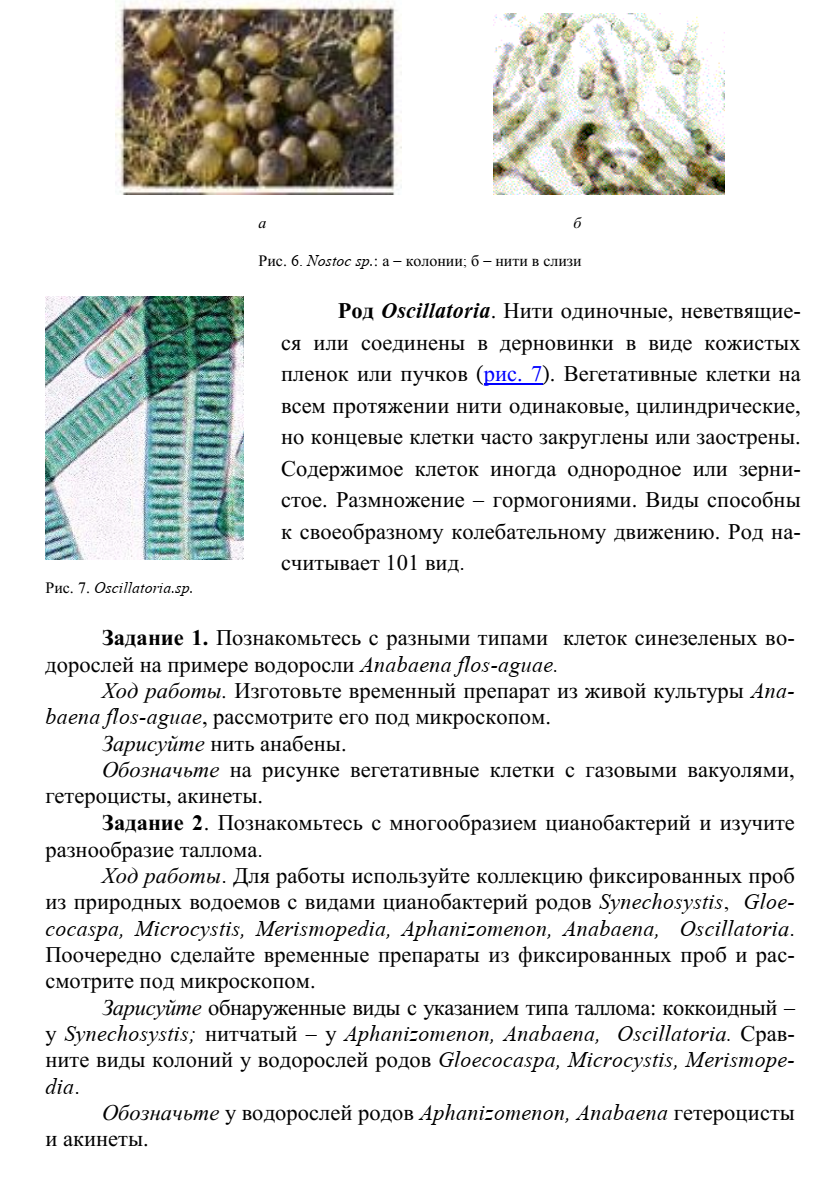 а
б
Рис. 6. Nostoc sp.: а – колонии; б – нити в слизи
Род Oscillatoria. Нити одиночные, неветвящие-
ся или соединены в дерновинки в виде кожистых
пленок или пучков (рис. 7). Вегетативные клетки на
всем протяжении нити одинаковые, цилиндрические,
но концевые клетки часто закруглены или заострены.
Содержимое клеток иногда однородное или зерни-
стое. Размножение – гормогониями. Виды способны
к своеобразному колебательному движению. Род на-
считывает 101 вид.
Рис. 7. Oscillatoria.sp.
Задание 1. Познакомьтесь с разными типами клеток синезеленых во-
дорослей на примере водоросли Anabaena flos-aguae.
Ход работы. Изготовьте временный препарат из живой культуры Ana-
baena flos-aguae, рассмотрите его под микроскопом.
Зарисуйте нить анабены.
Обозначьте на рисунке вегетативные клетки с газовыми вакуолями,
гетероцисты, акинеты.
Задание 2. Познакомьтесь с многообразием цианобактерий и изучите
разнообразие таллома.
Ход работы. Для работы используйте коллекцию фиксированных проб
из природных водоемов с видами цианобактерий родов Synechosystis, Gloe-
cocaspa, Microcystis, Merismopedia, Aphanizomenon, Anabaena, Oscillatoria.
Поочередно сделайте временные препараты из фиксированных проб и рас-
смотрите под микроскопом.
Зарисуйте обнаруженные виды с указанием типа таллома: коккоидный –
у Synechosystis; нитчатый – у Aphanizomenon, Anabaena, Oscillatoria. Срав-
ните виды колоний у водорослей родов Gloecocaspa, Microcystis, Merismope-
dia.
Обозначьте у водорослей родов Aphanizomenon, Anabaena гетероцисты
и акинеты.